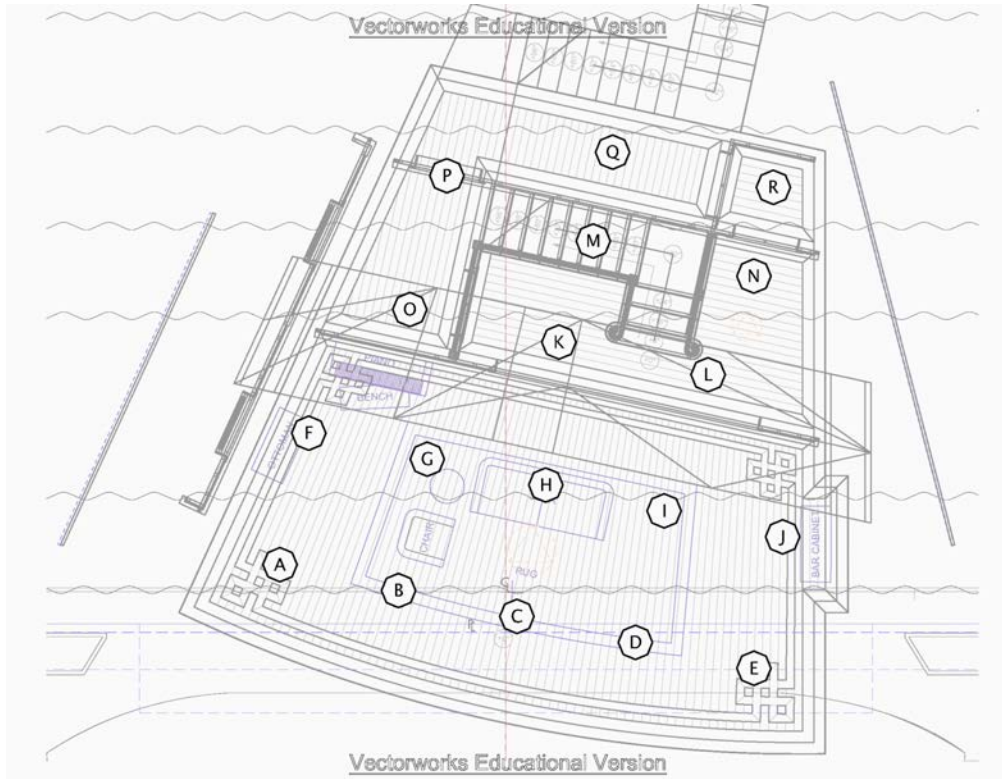 Vectorworks Educational Version
Q
R
P
M
N
O
K
L
BENCH
F
OTTOMAN
G
H
I
J
CHAIR
BAR CABINET
A
RUG
B
C
D
E
Vectorworks Educational Version